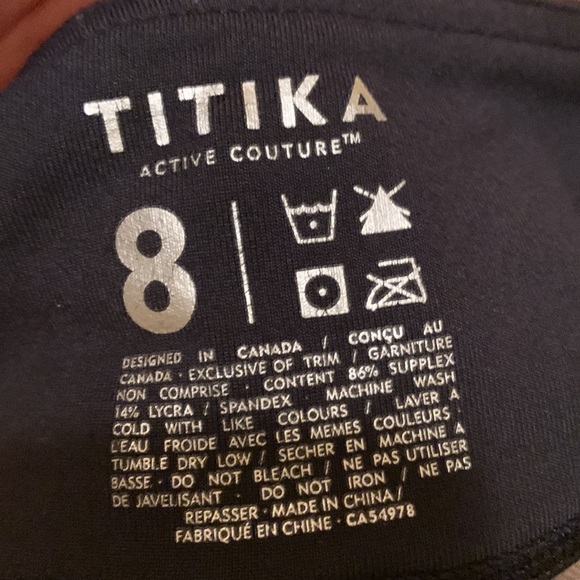 TITIKA
ACTIVE COUTURE™
8
DESIGNED IN CANADA / CONÇU AU
CANADA · EXCLUSIVE OF TRIM / GARNITURE
NON COMPRISE · CONTENT 86% SUPPLEX
14% LYCRA / SPANDEX MACHINE WASH
COLD WITH LIKE COLOURS / LAVER À
L'EAU FROIDE AVEC LES MEMES COULEURS ·
TUMBLE DRY LOW / SECHER EN MACHINE A
BASSE · DO NOT BLEACH / NE PAS UTILISER
DE JAVELISANT · DO NOT IRON / NE PAS
REPASSER · MADE IN CHINA /
FABRIQUÉ EN CHINE · CA54978